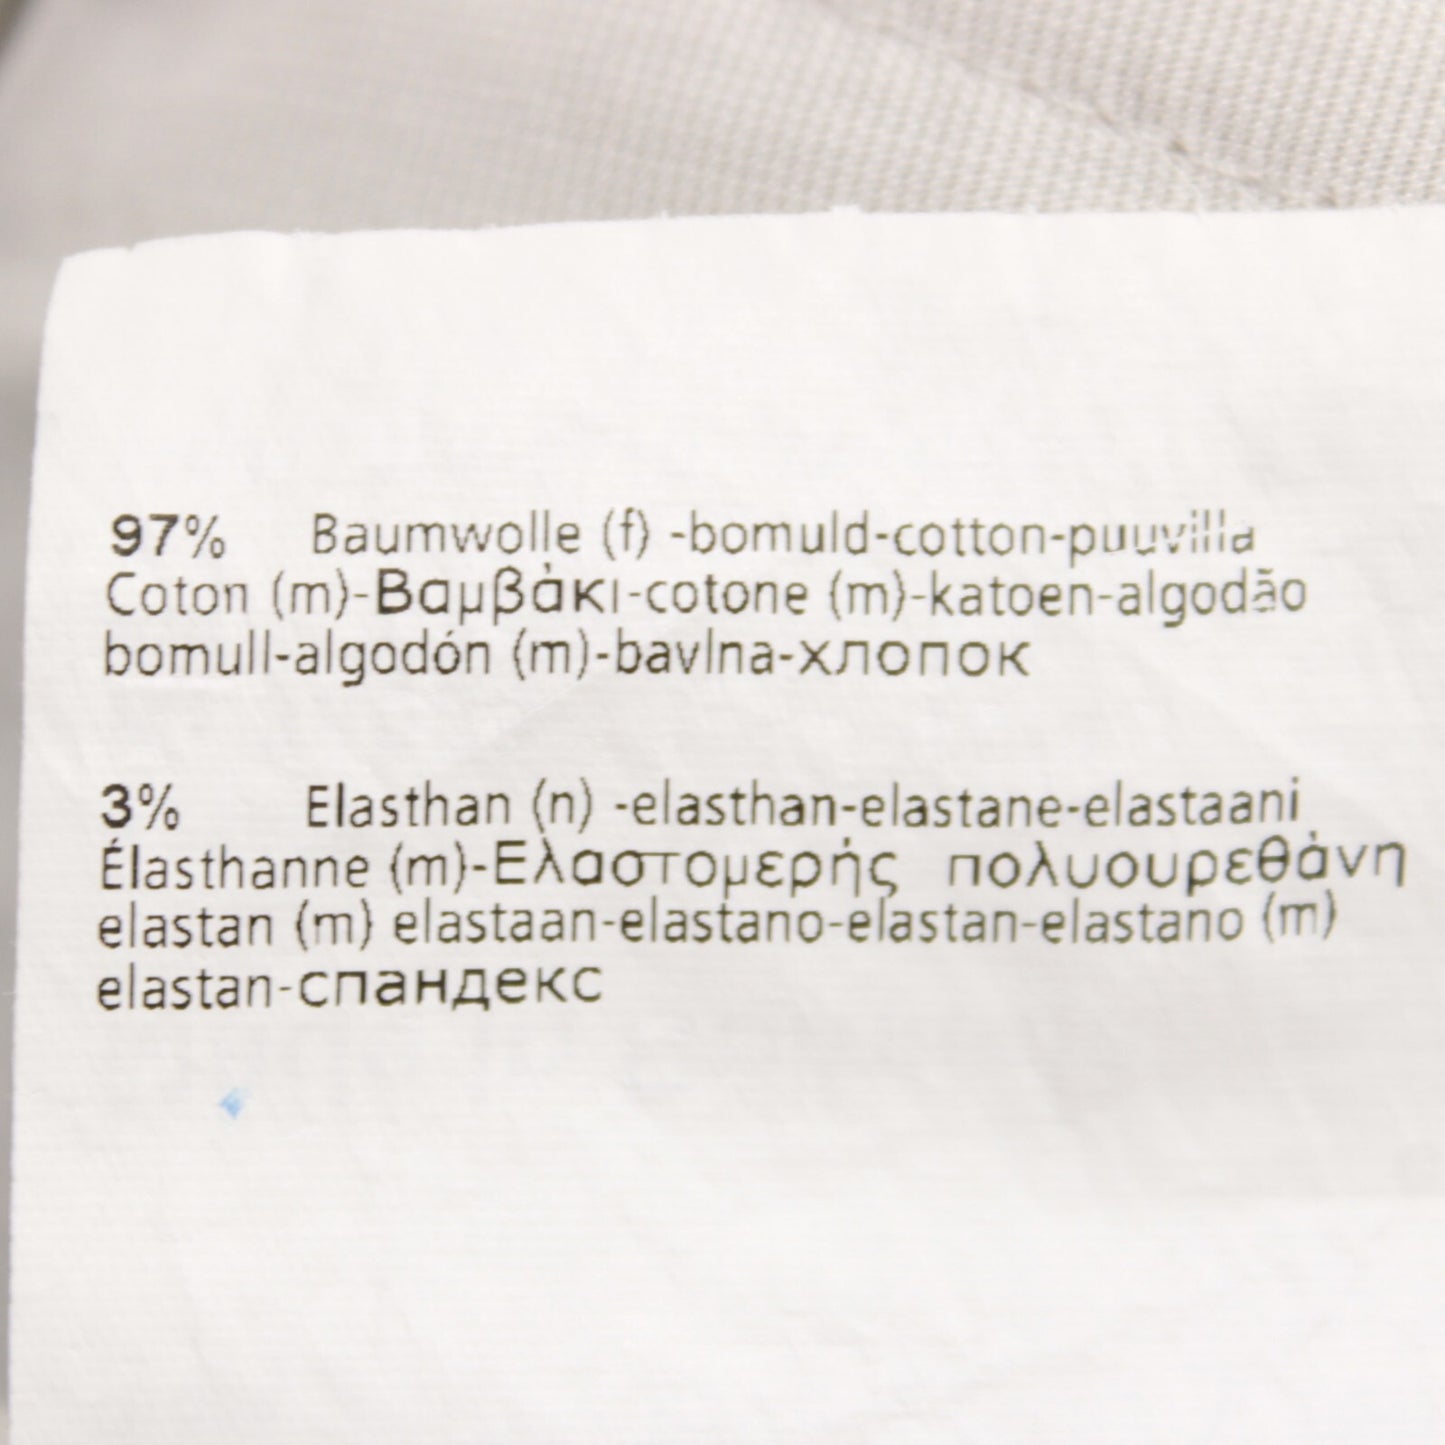 97% Baumwolle (f) -bomuld-cotton-puuvilla
Coton (m)-Βαμβάκι-cotone (m)-katoen-algodão
bomull-algodón (m)-bavlna-хлопок
3% Elasthan (n) -elasthan-elastane-elastaani
Élasthanne (m)-Ελαστομερής πολυουρεθάνη
elastan (m) elastaan-elastano-elastan-elastano (m)
elastan-спандекс